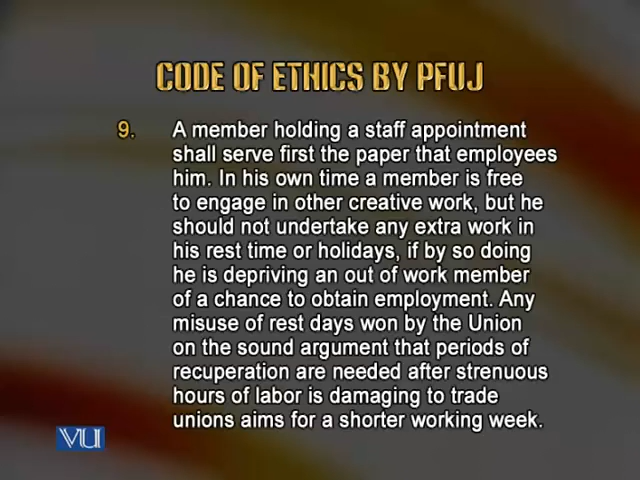 CODE OF ETHICS BY PFUJ
9. A member holding a staff appointment
shall serve first the paper that employees
him. In his own time a member is free
to engage in other creative work, but he
should not undertake any extra work in
his rest time or holidays, if by so doing
he is depriving an out of work member
of a chance to obtain employment. Any
misuse of rest days won by the Union
on the sound argument that periods of
recuperation are needed after strenuous
hours of labor is damaging to trade
unions aims for a shorter working week.
VU